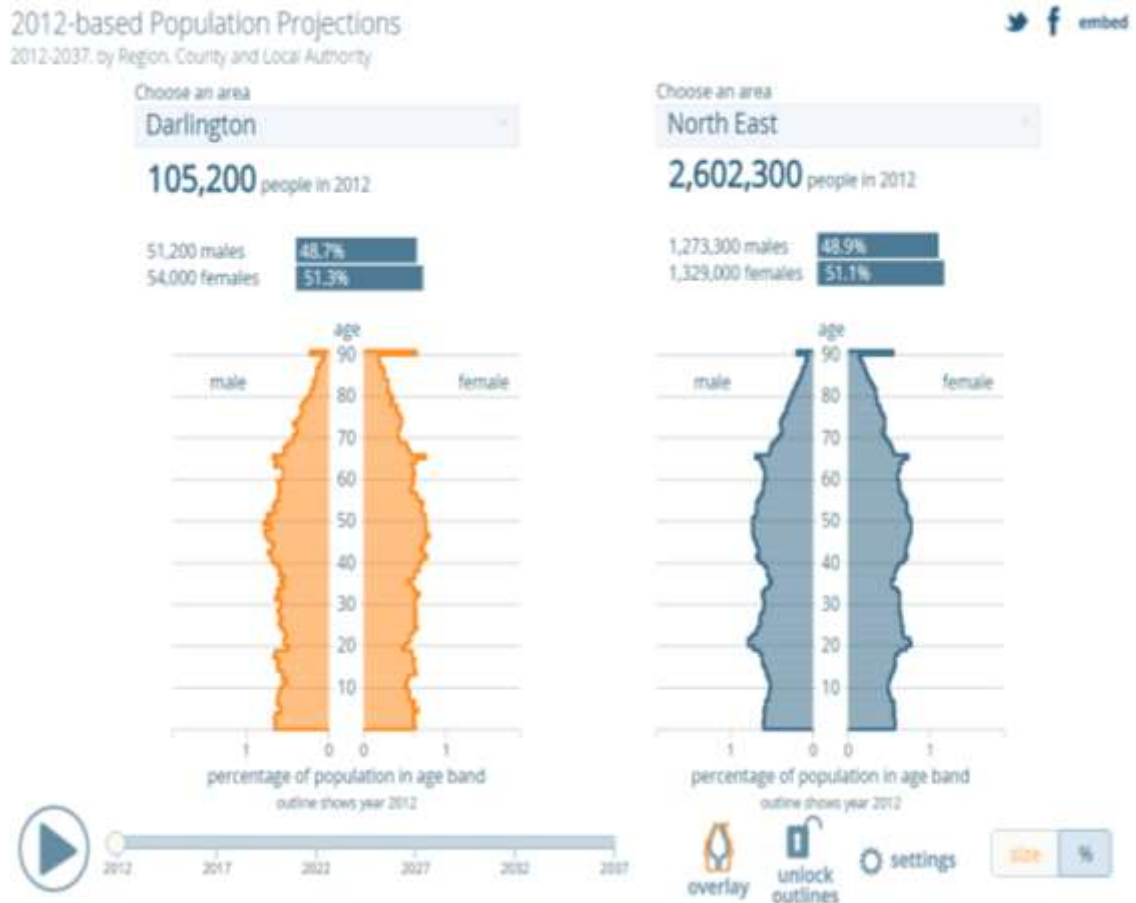 2012-based Population Projections
2012-2037, by Region, County and Local Authority
embed
Choose an area
Darlington
105,200 people in 2012
51,200 males 48.7%
54,000 females 51.3%
age
male
female
90
80
70
60
50
40
30
20
10
1 0 0 1
percentage of population in age band
outline shows year 2012
Choose an area
North East
2,602,300 people in 2012
1,273,300 males 48.9%
1,329,000 females 51.1%
age
male
female
90
80
70
60
50
40
30
20
10
1 0 0 1
percentage of population in age band
outline shows year 2012
2012 2017 2022 2027 2032 2037
overlay
unlock
outlines
settings
size %